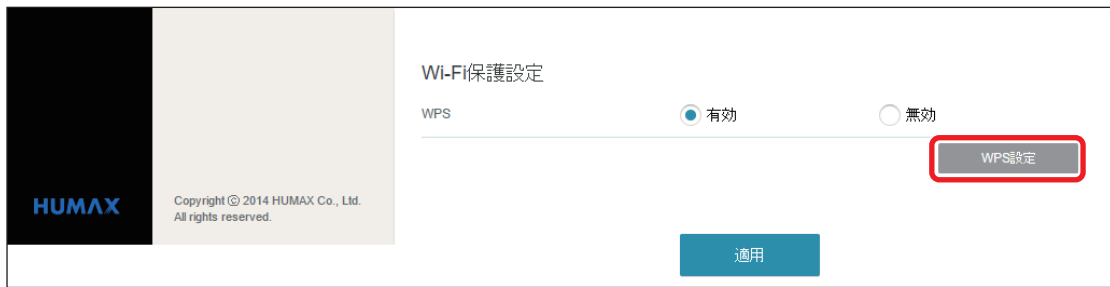 Wi-Fi保護設定
WPS
有効
無効
WPS設定
HUMAX
Copyright © 2014 HUMAX Co., Ltd.
All rights reserved.
適用